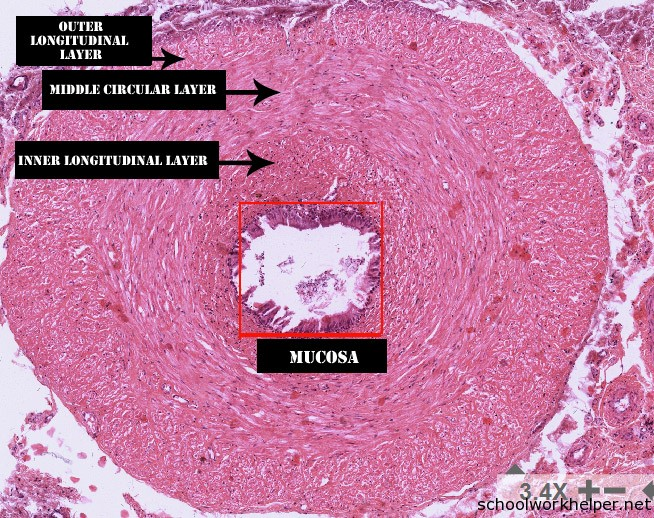 OUTER
LONGITUDINAL
LAYER
MIDDLE CIRCULAR LAYER
INNER LONGITUDINAL LAYER
MUCOSA
3.4X
schoolworkhelper.net